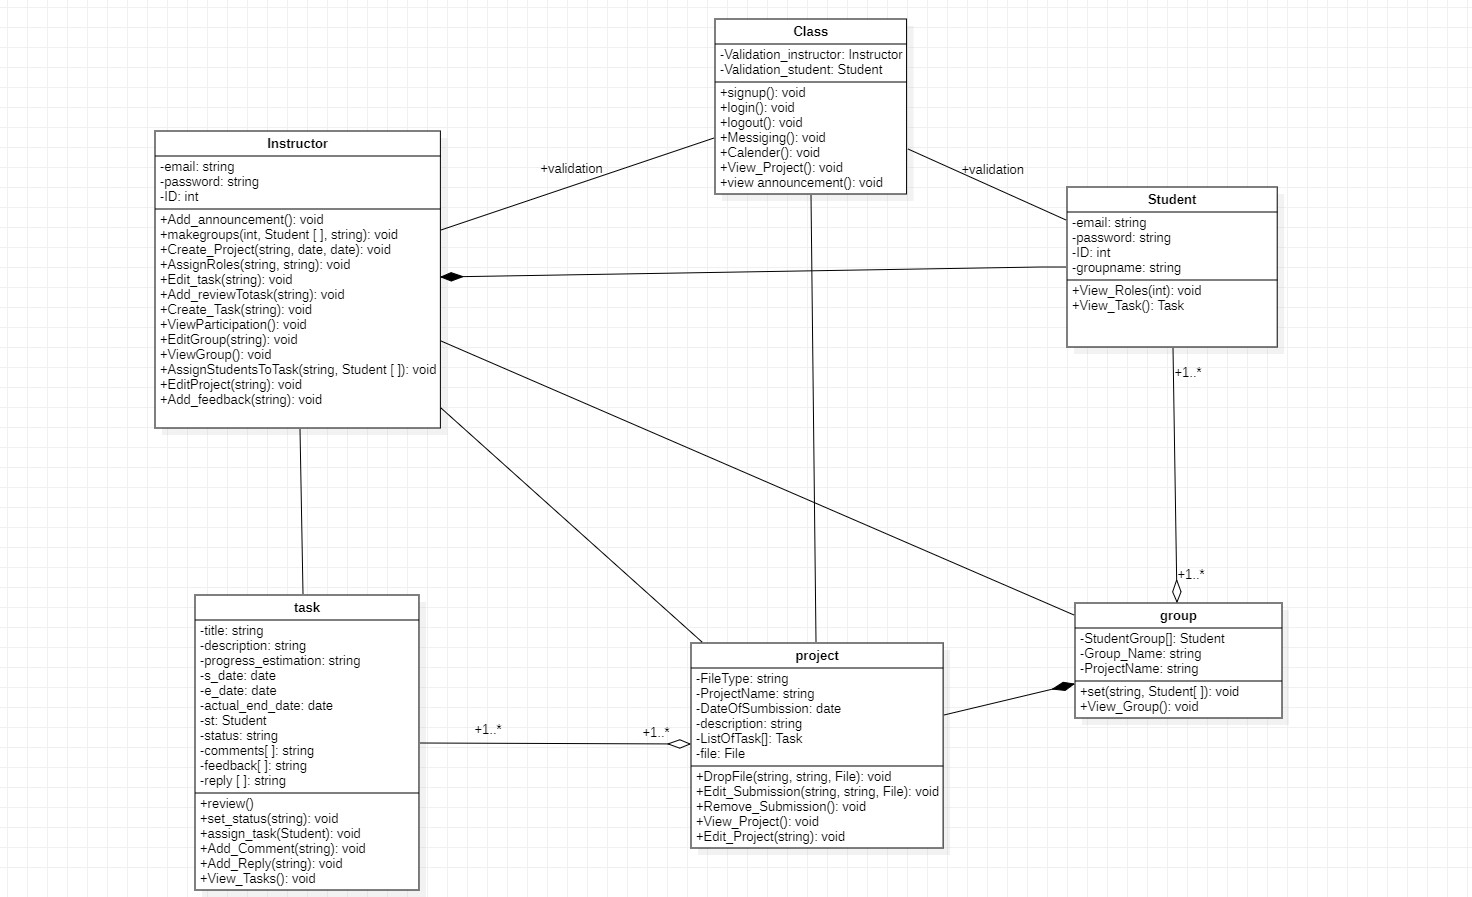 Class
-Validation_instructor: Instructor
-Validation_student: Student
+signup(): void
+login(): void
+logout(): void
+Messiging(): void
+Calender(): void
+View_Project(): void
+view announcement(): void
Instructor
-email: string
-password: string
-ID: int
+Add_announcement(): void
+makegroups(int, Student [ ], string): void
+Create_Project(string, date, date): void
+AssignRoles(string, string): void
+Edit_task(string): void
+Add_reviewTotask(string): void
+Create_Task(string): void
+ViewParticipation(): void
+EditGroup(string): void
+ViewGroup(): void
+AssignStudentsToTask(string, Student [ ]): void
+EditProject(string): void
+Add_feedback(string): void
+validation
+validation
Student
-email: string
-password: string
-ID: int
-groupname: string
+View_Roles(int): void
+View_Task(): Task
+1..*
+1..*
task
-title: string
-description: string
-progress_estimation: string
-s_date: date
-e_date: date
-actual_end_date: date
-st: Student
-status: string
-comments[ ]: string
-feedback[ ]: string
-reply [ ]: string
+review()
+set_status(string): void
+assign_task(Student): void
+Add_Comment(string): void
+Add_Reply(string): void
+View_Tasks(): void
+1..*
+1..*
project
-FileType: string
-ProjectName: string
-DateOfSumbission: date
-description: string
-ListOfTask[]: Task
-file: File
+DropFile(string, string, File): void
+Edit_Submission(string, string, File): void
+Remove_Submission(): void
+View_Project(): void
+Edit_Project(string): void
group
-StudentGroup[]: Student
-Group_Name: string
-ProjectName: string
+set(string, Student[ ]): void
+View_Group(): void